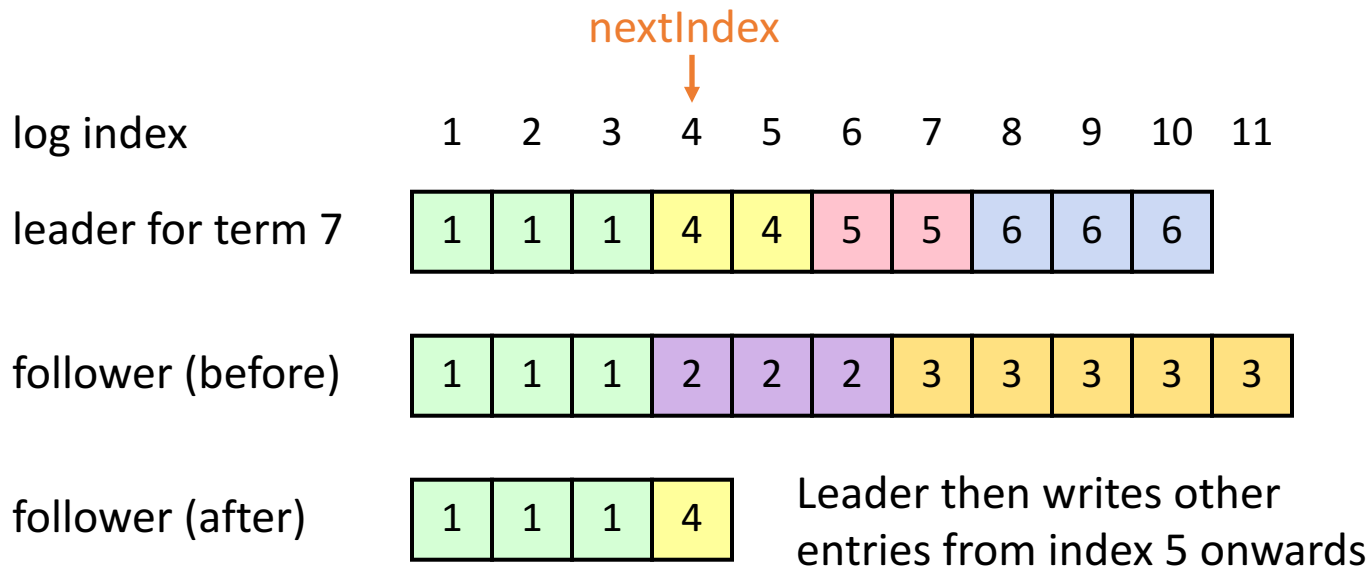 nextIndex
log index 1 2 3 4 5 6 7 8 9 10 11
leader for term 7 1 1 1 4 4 5 5 6 6 6
follower (before) 1 1 1 2 2 2 3 3 3 3 3
follower (after) 1 1 1 4
Leader then writes other
entries from index 5 onwards